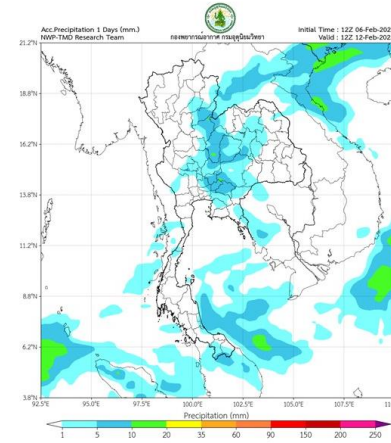 Acc.Precipitation 1 Days (mm.)
NWP-TMD Research Team
กองพยากรณ์อากาศ กรมอุตุนิยมวิทยา
Initial Time : 12Z 06-Feb-202
Valid : 12Z 12-Feb-202
21.2°N
18.8°N
16.2°N
13.8°N
11.2°N
8.8°N
6.2°N
3.8°N
92.5°E 95.0°E 97.5°E 100.0°E 102.5°E 105.0°E 107.5°E 11
Precipitation (mm)
1 5 10 20 35 60 90 150 200 250